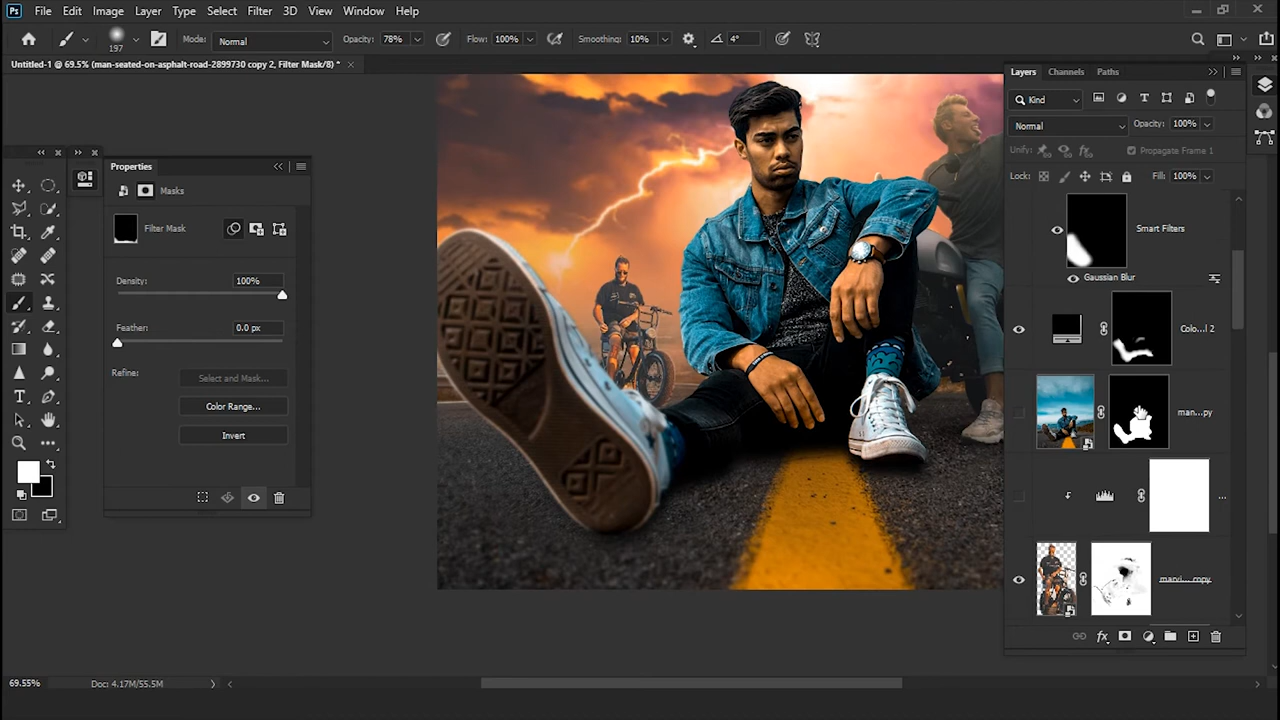 Ps File Edit Image Layer Type Select Filter 3D View Window Help
197 Mode: Normal Opacity: 78% Flow: 100% Smoothing: 10% 4°
Untitled-1 @ 69.5% (man-seated-on-asphalt-road-2899730 copy 2, Filter Mask/8) *
Properties
Masks
Filter Mask
Density: 100%
Feather: 0.0 px
Refine: Select and Mask...
Color Range...
Invert
Layers Channels Paths
Kind
Normal Opacity: 100%
Unify: Propagate Frame 1
Lock: Fill: 100%
Smart Filters
Gaussian Blur
Colo...l 2
man...py
...
marvi... copy
69.55% Doc: 4.17M/55.5M